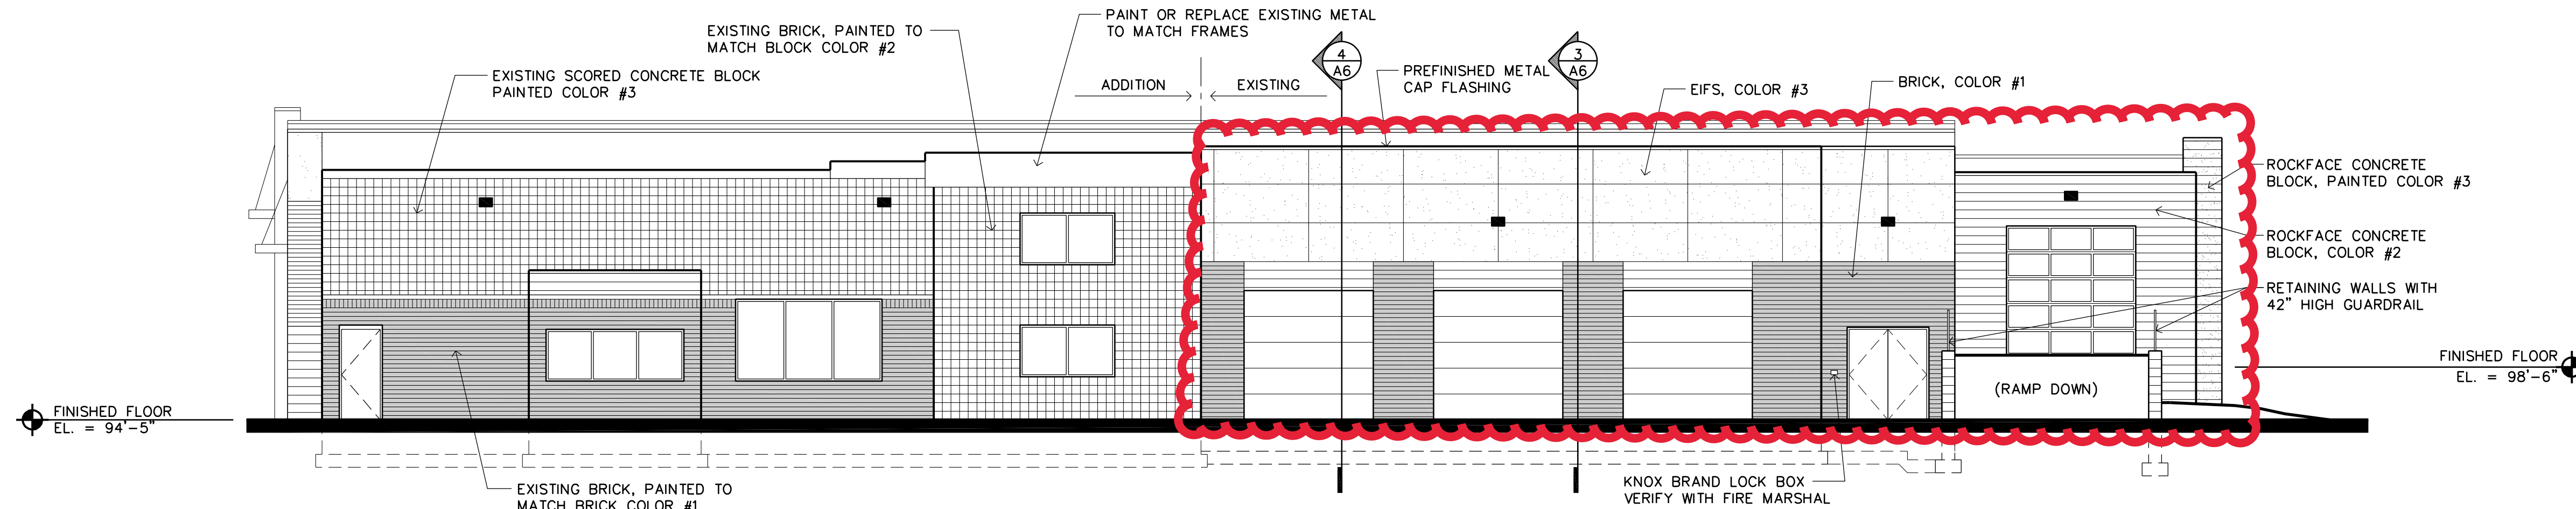 PAINT OR REPLACE EXISTING METAL
TO MATCH FRAMES
EXISTING BRICK, PAINTED TO
MATCH BLOCK COLOR #2
EXISTING SCORED CONCRETE BLOCK
PAINTED COLOR #3
ADDITION
EXISTING
4
A6
3
A6
PREFINISHED METAL
CAP FLASHING
EIFS, COLOR #3
BRICK, COLOR #1
ROCKFACE CONCRETE
BLOCK, PAINTED COLOR #3
ROCKFACE CONCRETE
BLOCK, COLOR #2
RETAINING WALLS WITH
42" HIGH GUARDRAIL
FINISHED FLOOR
EL. = 98'-6"
(RAMP DOWN)
FINISHED FLOOR
EL. = 94'-5"
KNOX BRAND LOCK BOX
VERIFY WITH FIRE MARSHAL
EXISTING BRICK, PAINTED TO
MATCH BRICK COLOR #1